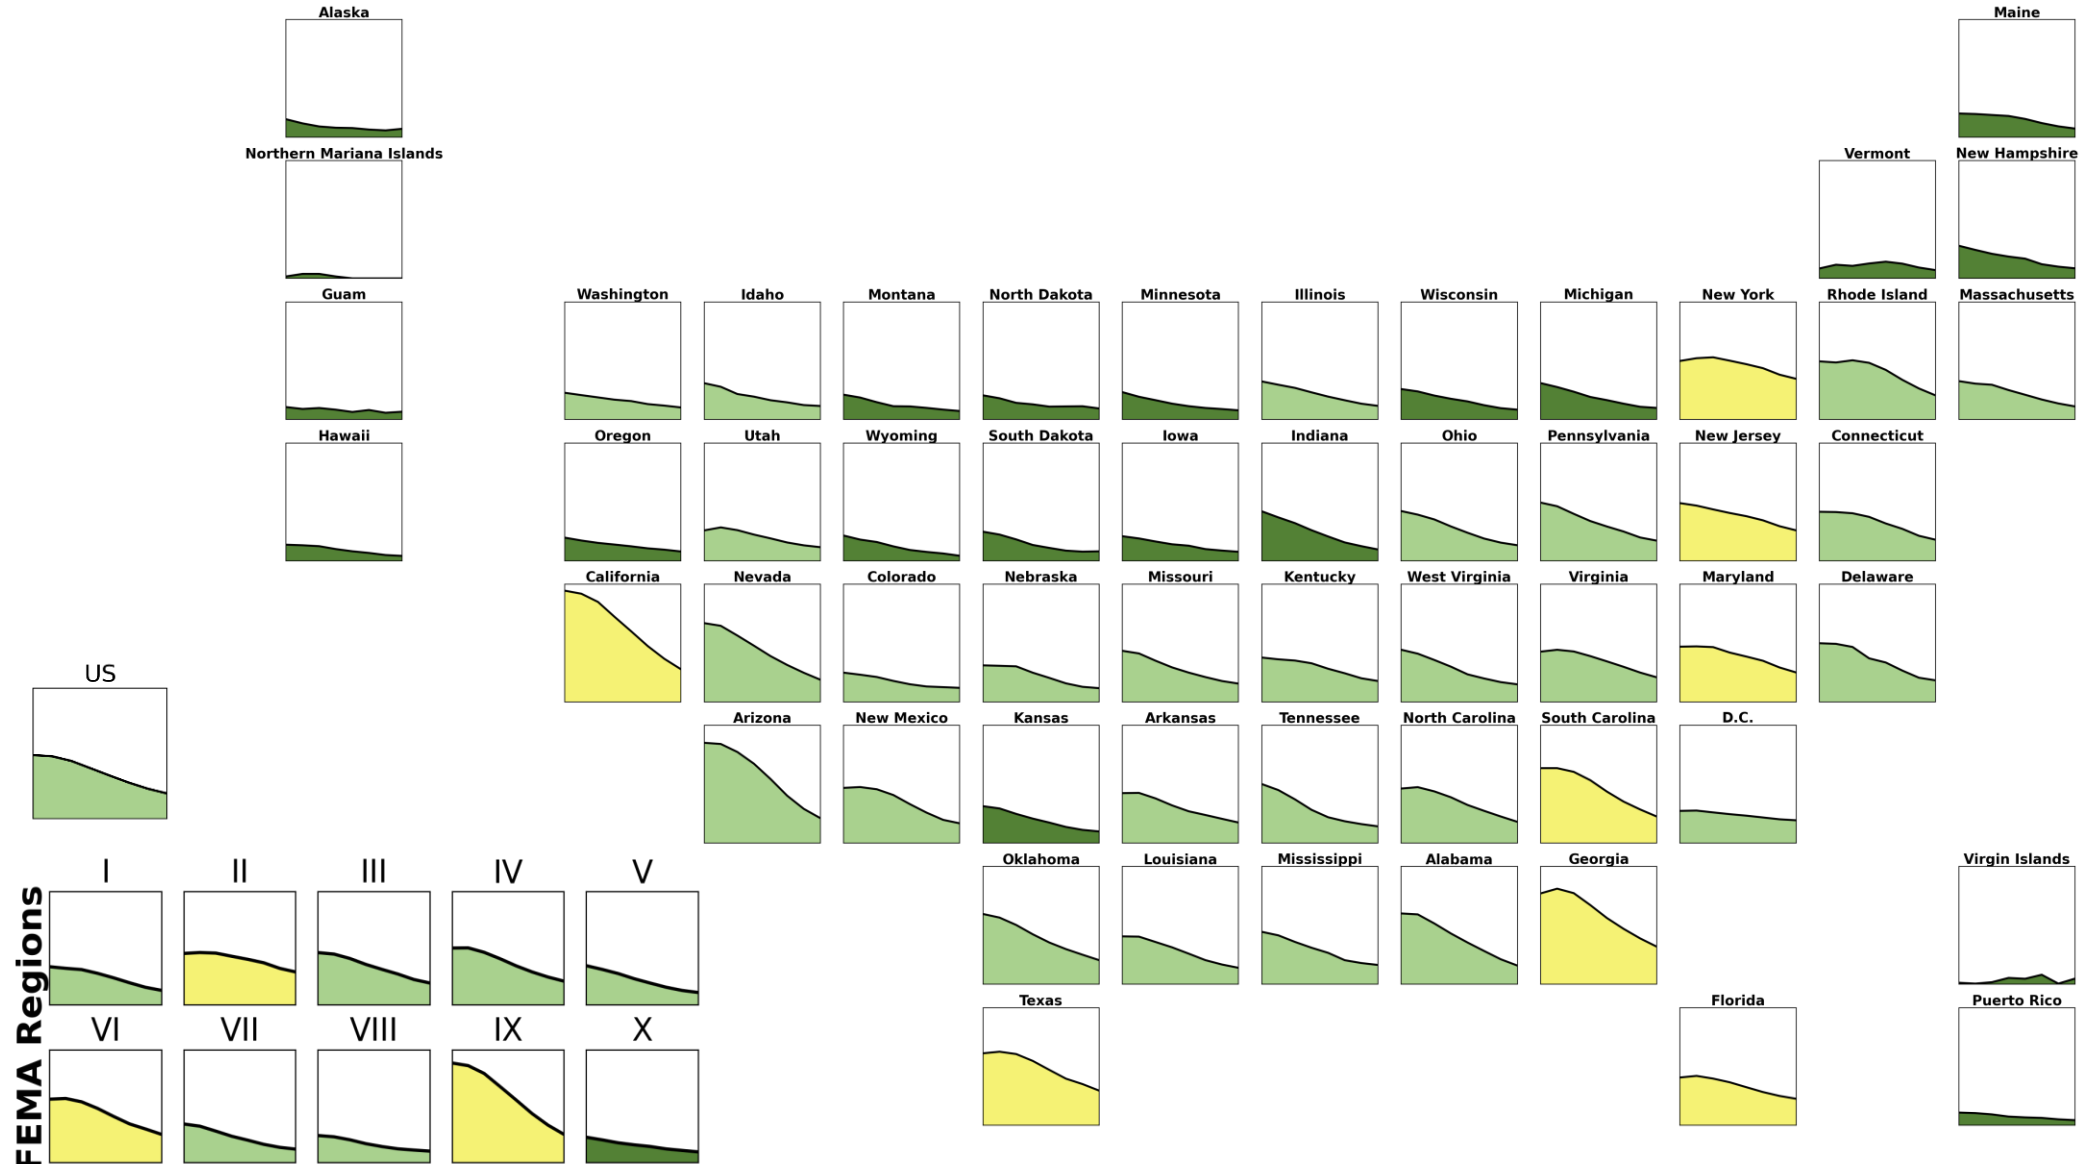 Alaska
Maine
Northern Mariana Islands
Vermont
New Hampshire
Guam
Washington
Idaho
Montana
North Dakota
Minnesota
Illinois
Wisconsin
Michigan
New York
Rhode Island
Massachusetts
Hawaii
Oregon
Utah
Wyoming
South Dakota
Iowa
Indiana
Ohio
Pennsylvania
New Jersey
Connecticut
California
Nevada
Colorado
Nebraska
Missouri
Kentucky
West Virginia
Virginia
Maryland
Delaware
US
Arizona
New Mexico
Kansas
Arkansas
Tennessee
North Carolina
South Carolina
D.C.
Oklahoma
Louisiana
Mississippi
Alabama
Georgia
Virgin Islands
Texas
Florida
Puerto Rico
FEMA Regions
I
II
III
IV
V
VI
VII
VIII
IX
X